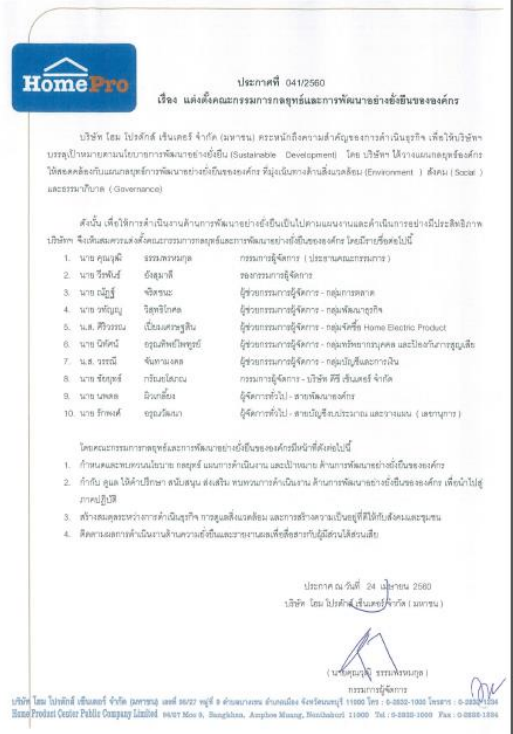 HomePro
ประกาศที่ 041/2560
เรื่อง แต่งตั้งคณะกรรมการกลยุทธ์และการพัฒนาอย่างยั่งยืนขององค์กร
บริษัท โฮม โปรดักส์ เซ็นเตอร์ จำกัด (มหาชน) ตระหนักถึงความสำคัญของการดำเนินธุรกิจ เพื่อให้บริษัทฯ
บรรลุเป้าหมายตามนโยบายการพัฒนาอย่างยั่งยืน (Sustainable Development) โดย บริษัทฯ ได้วางแผนกลยุทธ์องค์กร
ให้สอดคล้องกับแผนกลยุทธ์การพัฒนาอย่างยั่งยืนขององค์กร ที่มุ่งเน้นทางด้านสิ่งแวดล้อม (Environment ) สังคม ( Social )
และธรรมาภิบาล ( Governance)
ดังนั้น เพื่อให้การดำเนินงานด้านการพัฒนาอย่างยั่งยืนเป็นไปตามแผนงานและดำเนินการอย่างมีประสิทธิภาพ
บริษัทฯ จึงเห็นสมควรแต่งตั้งคณะกรรมการกลยุทธ์และการพัฒนาอย่างยั่งยืนขององค์กร โดยมีรายชื่อต่อไปนี้
1. นาย คุณวุฒิ ธรรมพรหมกุล กรรมการผู้จัดการ ( ประธานคณะกรรมการ )
2. นาย วีรพันธ์ อังสุมาลี รองกรรมการผู้จัดการ
3. นาย ณัฏฐ์ จริตชนะ ผู้ช่วยกรรมการผู้จัดการ - กลุ่มการตลาด
4. นาย วทัญญู วิสุทธิโกศล ผู้ช่วยกรรมการผู้จัดการ - กลุ่มพัฒนาธุรกิจ
5. น.ส. ศิริวรรณ เปี่ยมเศรษฐสิน ผู้ช่วยกรรมการผู้จัดการ - กลุ่มจัดซื้อ Home Electric Product
6. นาย นิทัศน์ อรุณทิพย์ไพฑูรย์ ผู้ช่วยกรรมการผู้จัดการ - กลุ่มทรัพยากรบุคคล และป้องกันการสูญเสีย
7. น.ส. วรรณี จันทามงคล ผู้ช่วยกรรมการผู้จัดการ - กลุ่มบัญชีและการเงิน
8. นาย ชัยยุทธ์ กรัณยโสภณ กรรมการผู้จัดการ - บริษัท ดีซี เซ็นเตอร์ จำกัด
9. นาย นพดล ผิวเกลี้ยง ผู้จัดการทั่วไป - สายพัฒนาองค์กร
10. นาย รักพงศ์ อรุณวัฒนา ผู้จัดการทั่วไป - สายบัญชีงบประมาณ และวางแผน ( เลขานุการ )
โดยคณะกรรมการกลยุทธ์และการพัฒนาอย่างยั่งยืนขององค์กรมีหน้าที่ดังต่อไปนี้
1. กำหนดและทบทวนนโยบาย กลยุทธ์ แผนการดำเนินงาน และเป้าหมาย ด้านการพัฒนาอย่างยั่งยืนขององค์กร
2. กำกับ ดูแล ให้คำปรึกษา สนับสนุน ส่งเสริม ทบทวนการดำเนินงาน ด้านการพัฒนาอย่างยั่งยืนขององค์กร เพื่อนำไปสู่
ภาคปฏิบัติ
3. สร้างสมดุลระหว่างการดำเนินธุรกิจ การดูแลสิ่งแวดล้อม และการสร้างความเป็นอยู่ที่ดีให้กับสังคมและชุมชน
4. ติดตามผลการดำเนินงานด้านความยั่งยืนและรายงานผลเพื่อสื่อสารกับผู้มีส่วนได้ส่วนเสีย
ประกาศ ณ วันที่ 24 เมษายน 2560
บริษัท โฮม โปรดักส์ เซ็นเตอร์ จำกัด ( มหาชน )
( นายคุณวุฒิ ธรรมพรหมกุล )
กรรมการผู้จัดการ
บริษัท โฮม โปรดักส์ เซ็นเตอร์ จำกัด (มหาชน) เลขที่ 96/27 หมู่ที่ 9 ตำบลบางเขน อำเภอเมือง จังหวัดนนทบุรี 11000 โทร : 0-2832-1000 โทรสาร : 0-2832-1234
Home Product Center Public Company Limited 96/27 Moo 9, Bangkhen, Amphoe Muang, Nonthaburi 11000 Tel : 0-2832-1000 Fax : 0-2832-1234